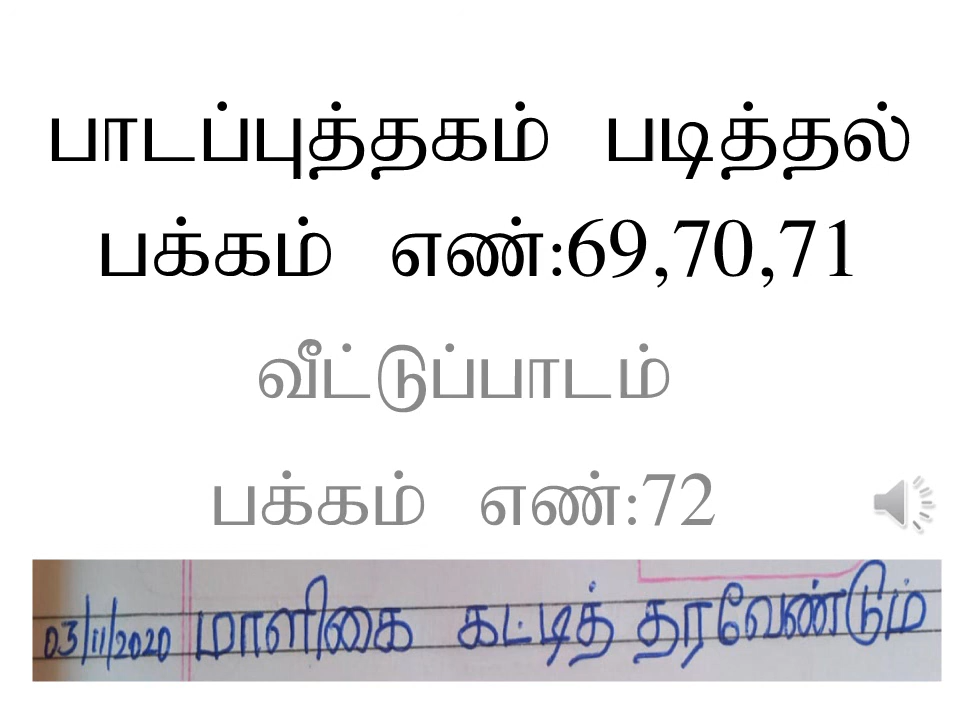 பாடப்புத்தகம் படித்தல்
பக்கம் எண்:69,70,71
வீட்டுப்பாடம்
பக்கம் எண்:72
03/11/2020 மாளிகை கட்டித் தரவேண்டும்